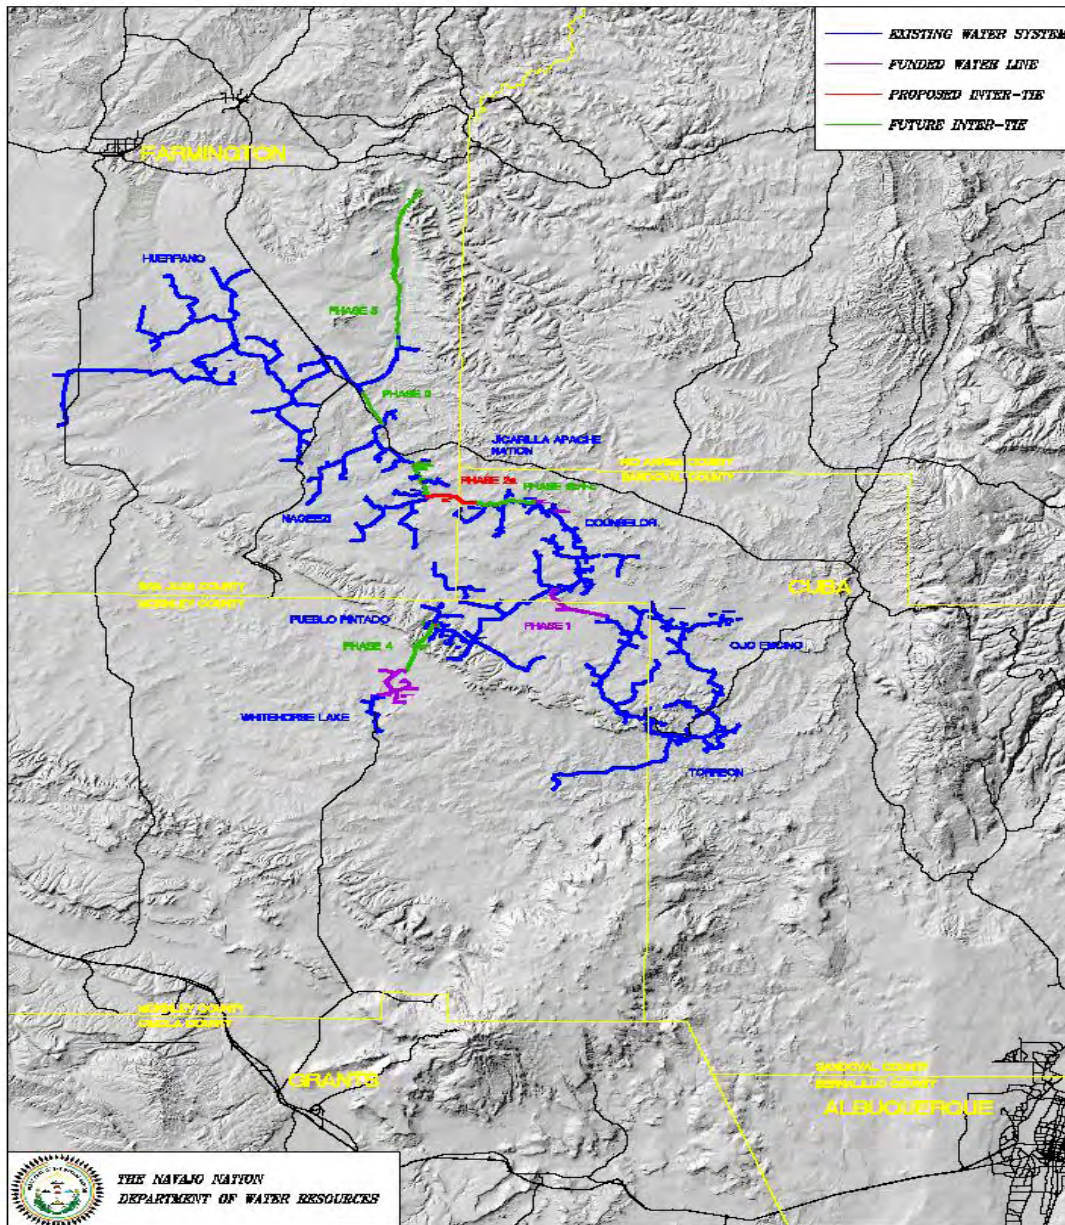 EXISTING WATER SYSTEM
FUNDED WATER LINE
PROPOSED INTER-TIE
FUTURE INTER-TIE
FARMINGTON
HUERFANO
PHASE 5
PHASE 3
JICARILLA APACHE
NATION
RIO ARRIBA COUNTY
SANDOVAL COUNTY
PHASE 2a
PHASE
NAGEEZI
COUNSELOR
SAN JUAN COUNTY
MCKINLEY COUNTY
CUBA
PUEBLO PINTADO
PHASE 1
PHASE 4
OJO ENCINO
WHITEHORSE LAKE
TORREON
MCKINLEY COUNTY
CIBOLA COUNTY
GRANTS
SANDOVAL COUNTY
BERNALILLO COUNTY
ALBUQUERQUE
THE NAVAJO NATION
DEPARTMENT OF WATER RESOURCES